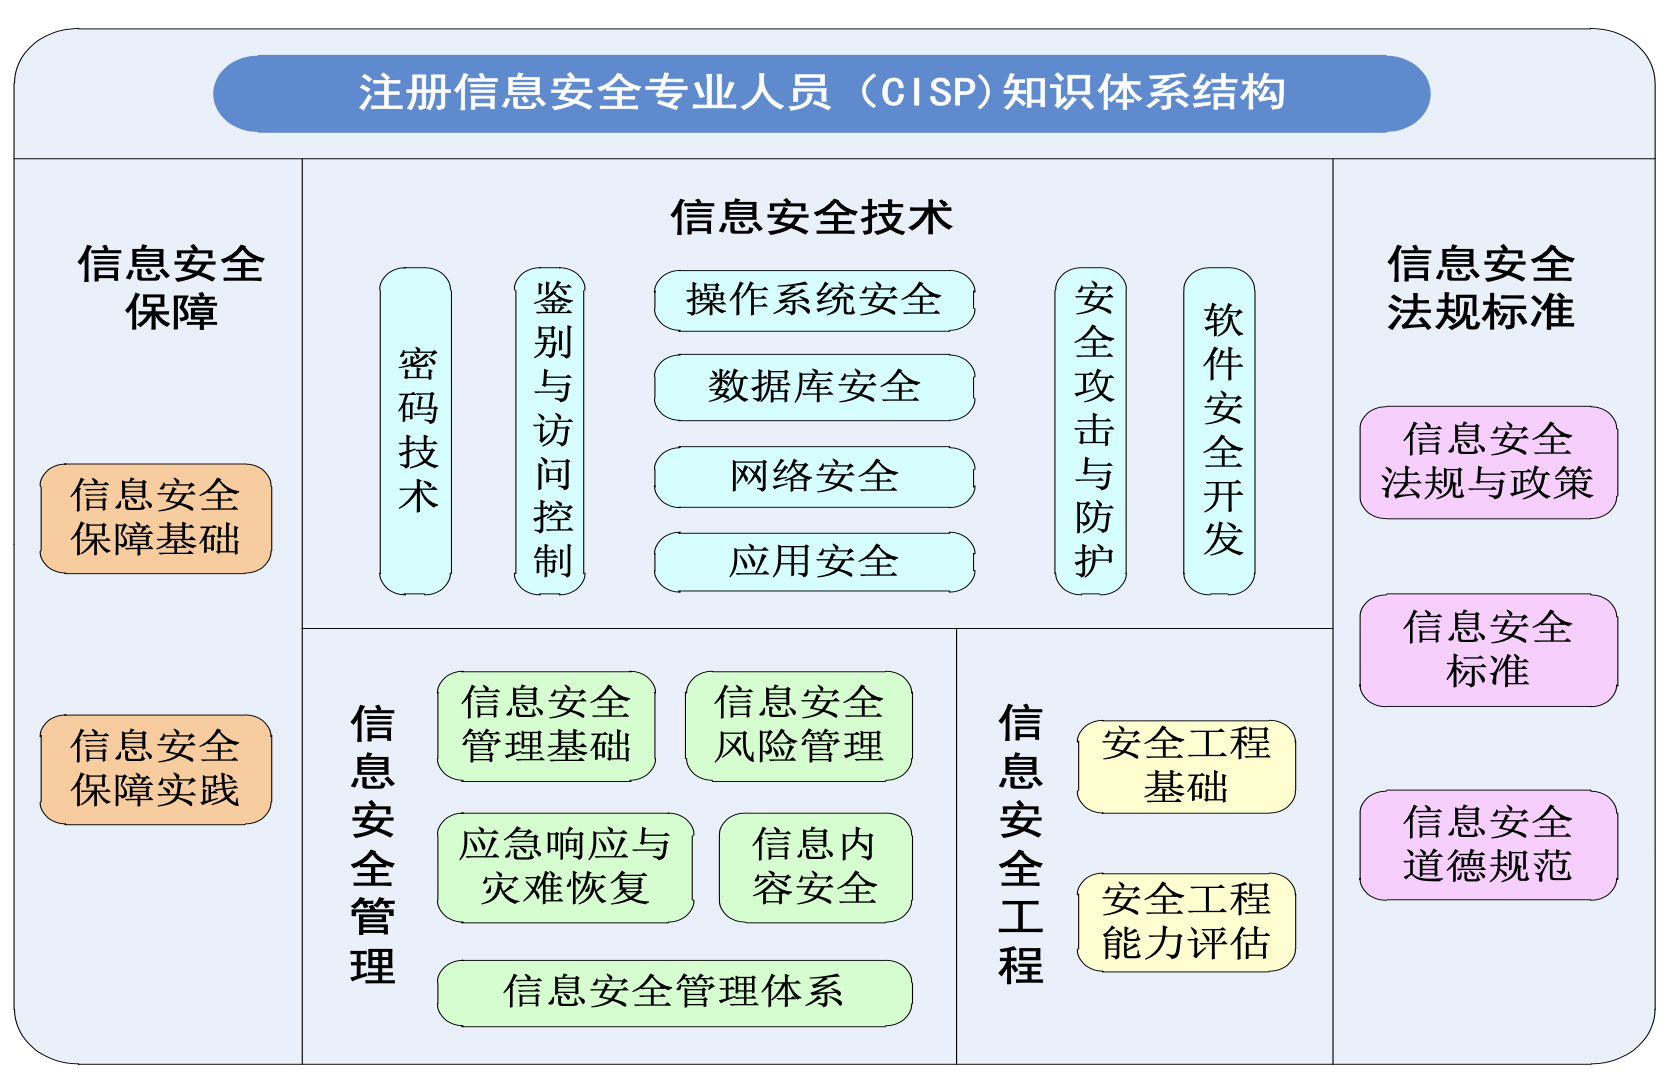 注册信息安全专业人员（CISP)知识体系结构
信息安全
保障
信息安全
保障基础
信息安全
保障实践
信息安全技术
密码技术
鉴别与访问控制
操作系统安全
数据库安全
网络安全
应用安全
安全攻击与防护
软件安全开发
信息安全管理
信息安全
管理基础
信息安全
风险管理
应急响应与
灾难恢复
信息内
容安全
信息安全管理体系
信息安全工程
安全工程
基础
安全工程
能力评估
信息安全
法规标准
信息安全
法规与政策
信息安全
标准
信息安全
道德规范